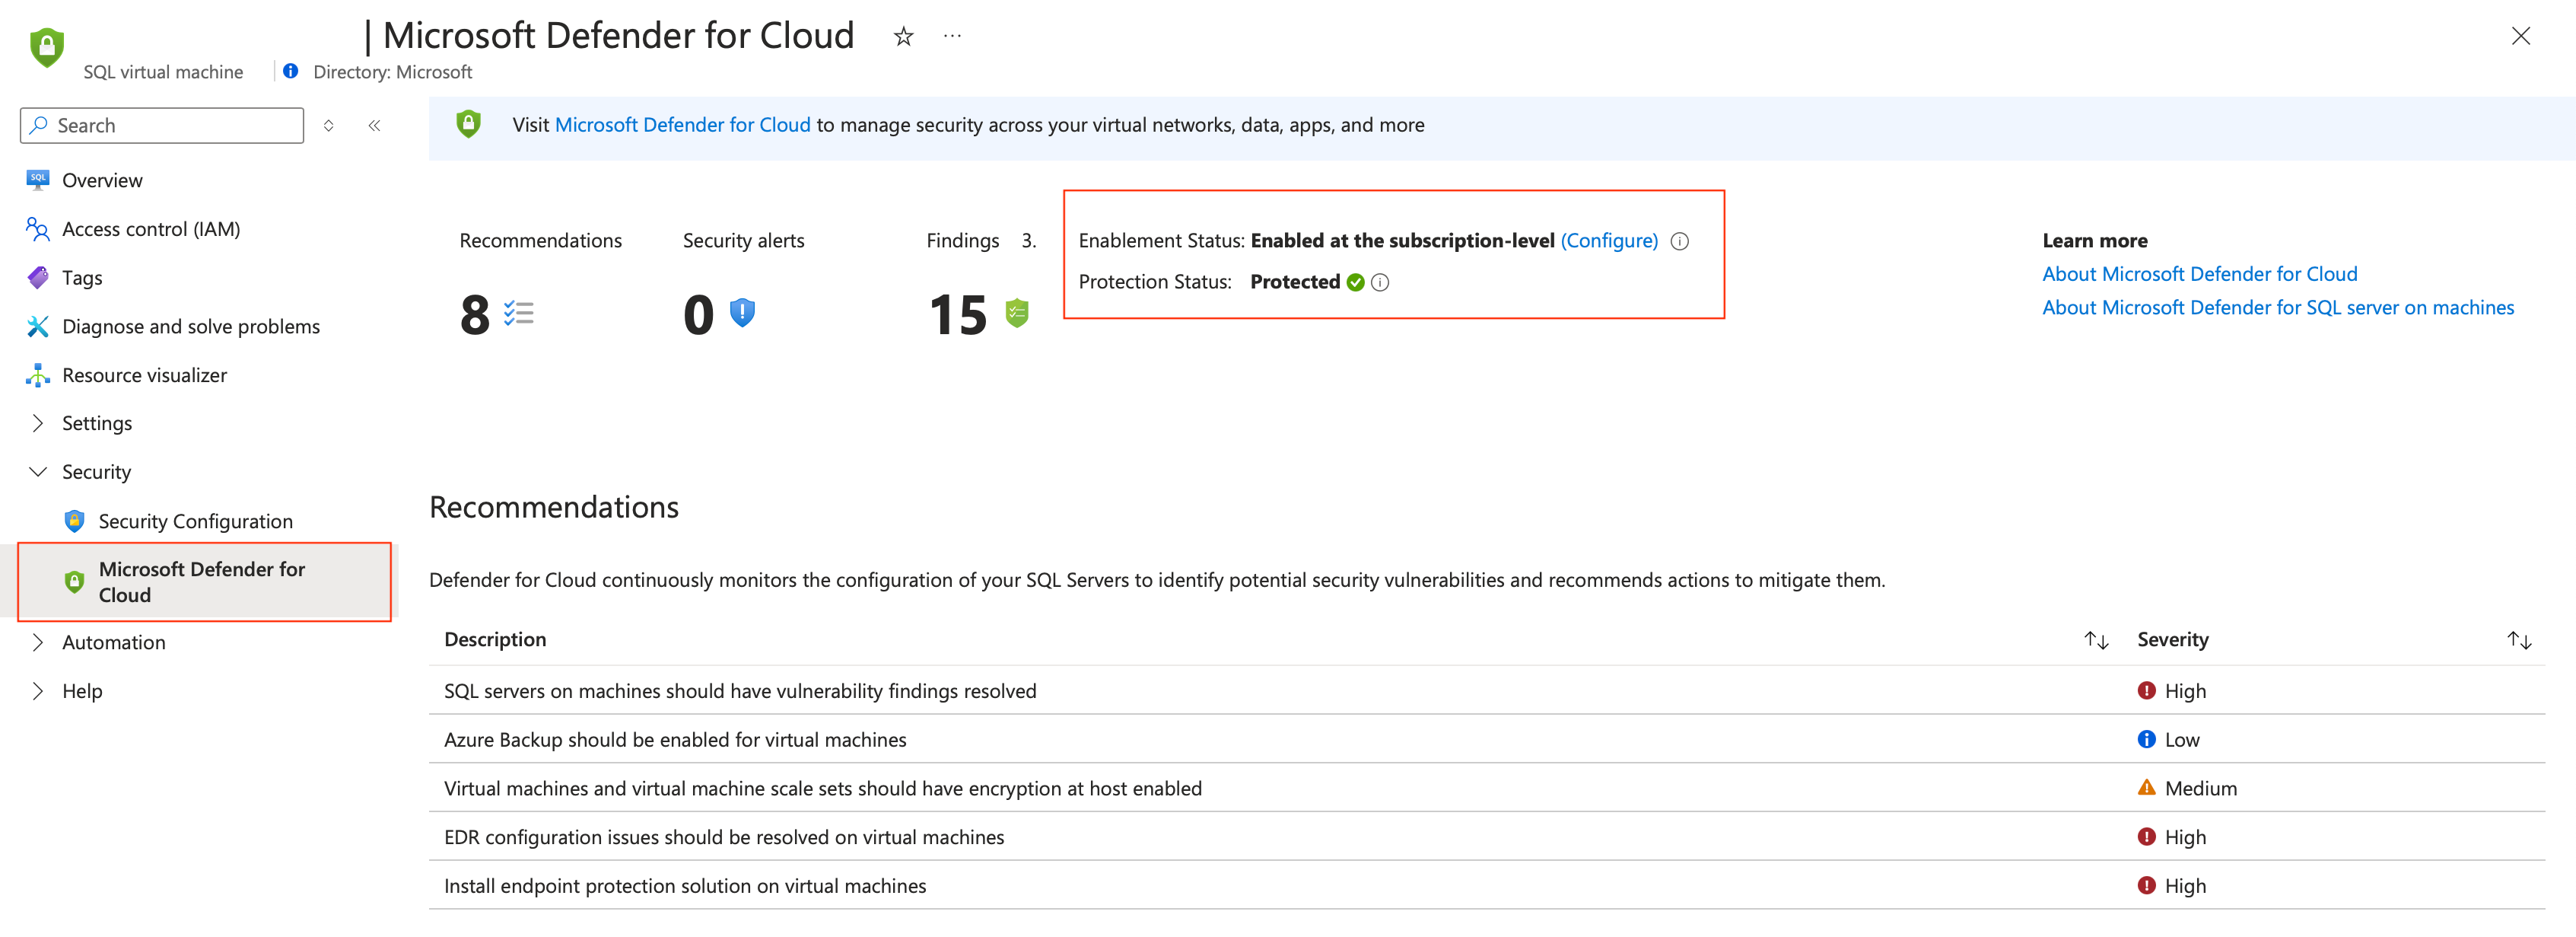 | Microsoft Defender for Cloud
SQL virtual machine
Directory: Microsoft
Search
Overview
Access control (IAM)
Tags
Diagnose and solve problems
Resource visualizer
Settings
Security
Security Configuration
Microsoft Defender for
Cloud
Automation
Help
Visit Microsoft Defender for Cloud to manage security across your virtual networks, data, apps, and more
Recommendations
8
Security alerts
0
Findings
15
3.
Enablement Status: Enabled at the subscription-level (Configure)
Protection Status: Protected
Learn more
About Microsoft Defender for Cloud
About Microsoft Defender for SQL server on machines
Recommendations
Defender for Cloud continuously monitors the configuration of your SQL Servers to identify potential security vulnerabilities and recommends actions to mitigate them.
Description Severity
SQL servers on machines should have vulnerability findings resolved High
Azure Backup should be enabled for virtual machines Low
Virtual machines and virtual machine scale sets should have encryption at host enabled Medium
EDR configuration issues should be resolved on virtual machines High
Install endpoint protection solution on virtual machines High